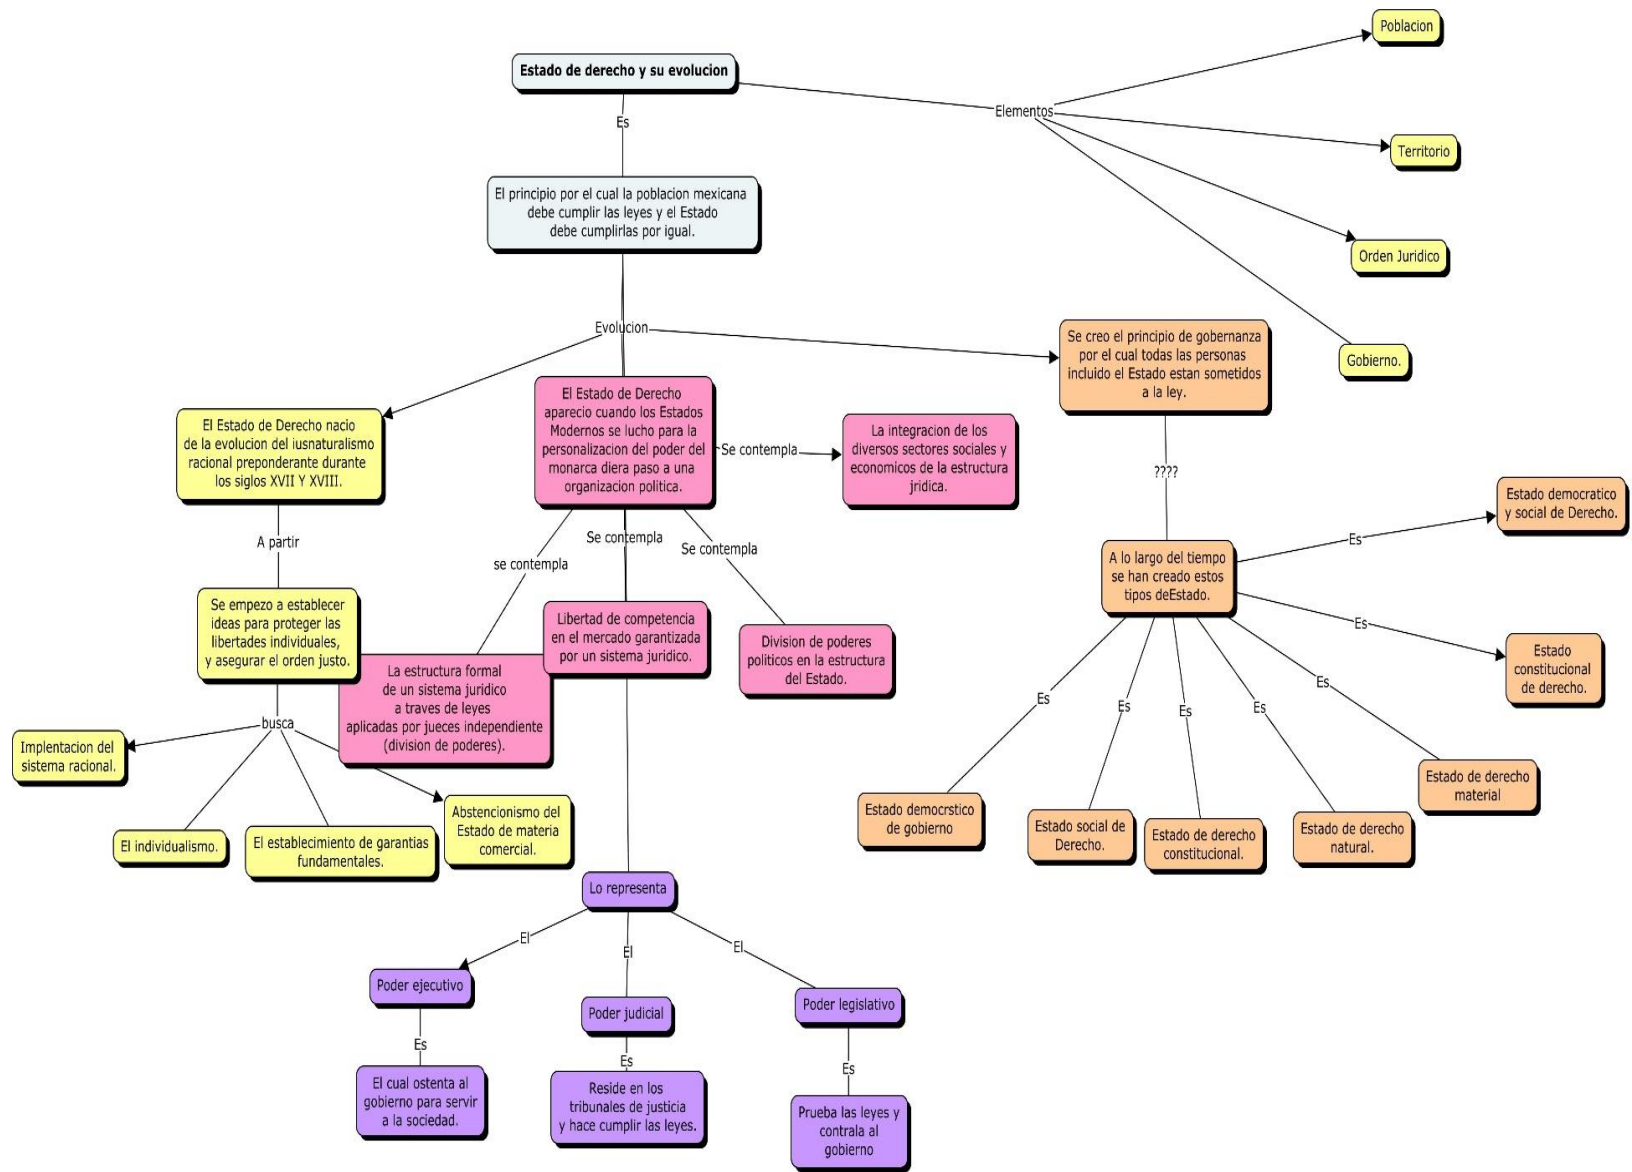 Estado de derecho y su evolucion
Es
El principio por el cual la poblacion mexicana
debe cumplir las leyes y el Estado
debe cumplirlas por igual.
Elementos
Poblacion
Territorio
Orden Juridico
Gobierno.
Evolucion
El Estado de Derecho nacio
de la evolucion del iusnaturalismo
racional preponderante durante
los siglos XVII Y XVIII.
A partir
Se empezo a establecer
ideas para proteger las
libertades individuales,
y asegurar el orden justo.
busca
Implentacion del
sistema racional.
El individualismo.
El establecimiento de garantias
fundamentales.
Abstencionismo del
Estado de materia
comercial.
El Estado de Derecho
aparecio cuando los Estados
Modernos se lucho para la
personalizacion del poder del
monarca diera paso a una
organizacion politica.
Se contempla
La integracion de los
diversos sectores sociales y
economicos de la estructura
jridica.
se contempla
La estructura formal
de un sistema juridico
a traves de leyes
aplicadas por jueces independiente
(division de poderes).
Se contempla
Libertad de competencia
en el mercado garantizada
por un sistema juridico.
Se contempla
Division de poderes
politicos en la estructura
del Estado.
Lo representa
El
Poder ejecutivo
Es
El cual ostenta al
gobierno para servir
a la sociedad.
El
Poder judicial
Es
Reside en los
tribunales de justicia
y hace cumplir las leyes.
El
Poder legislativo
Es
Prueba las leyes y
contrala al
gobierno
Se creo el principio de gobernanza
por el cual todas las personas
incluido el Estado estan sometidos
a la ley.
????
A lo largo del tiempo
se han creado estos
tipos deEstado.
Es
Estado democratico
y social de Derecho.
Es
Estado
constitucional
de derecho.
Es
Estado de derecho
material
Es
Estado de derecho
natural.
Es
Estado de derecho
constitucional.
Es
Estado social de
Derecho.
Es
Estado democrstico
de gobierno